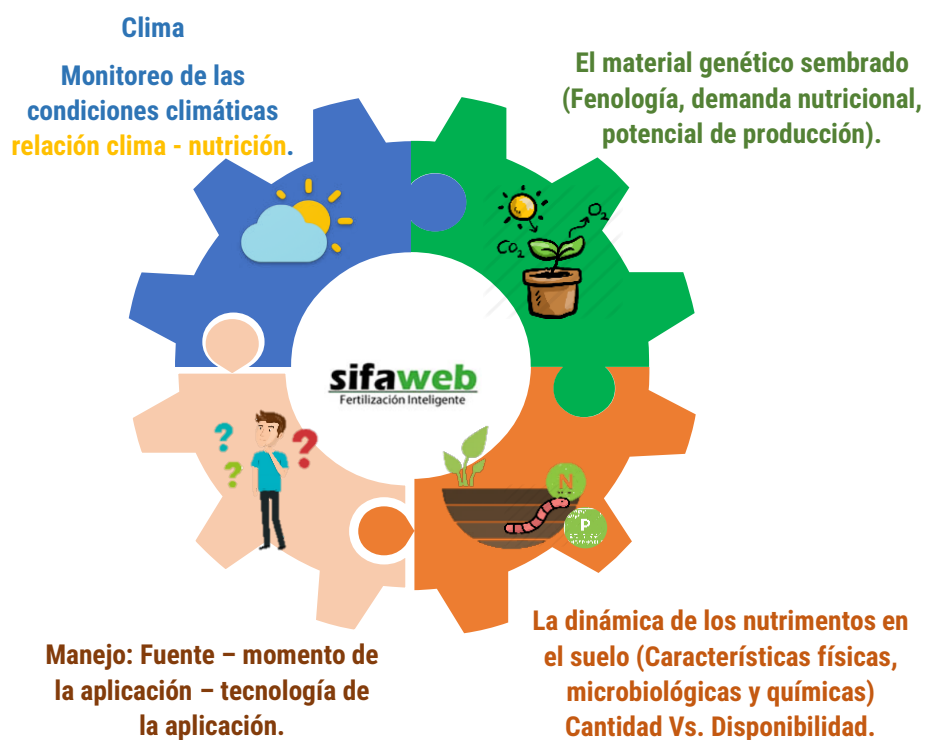 Clima
Monitoreo de las
condiciones climáticas
relación clima - nutrición.
El material genético sembrado
(Fenología, demanda nutricional,
potencial de producción).
CO₂
O₂
sifaweb
Fertilización Inteligente
?
?
?
N
P
Manejo: Fuente – momento de
la aplicación – tecnología de
la aplicación.
La dinámica de los nutrimentos en
el suelo (Características físicas,
microbiológicas y químicas)
Cantidad Vs. Disponibilidad.